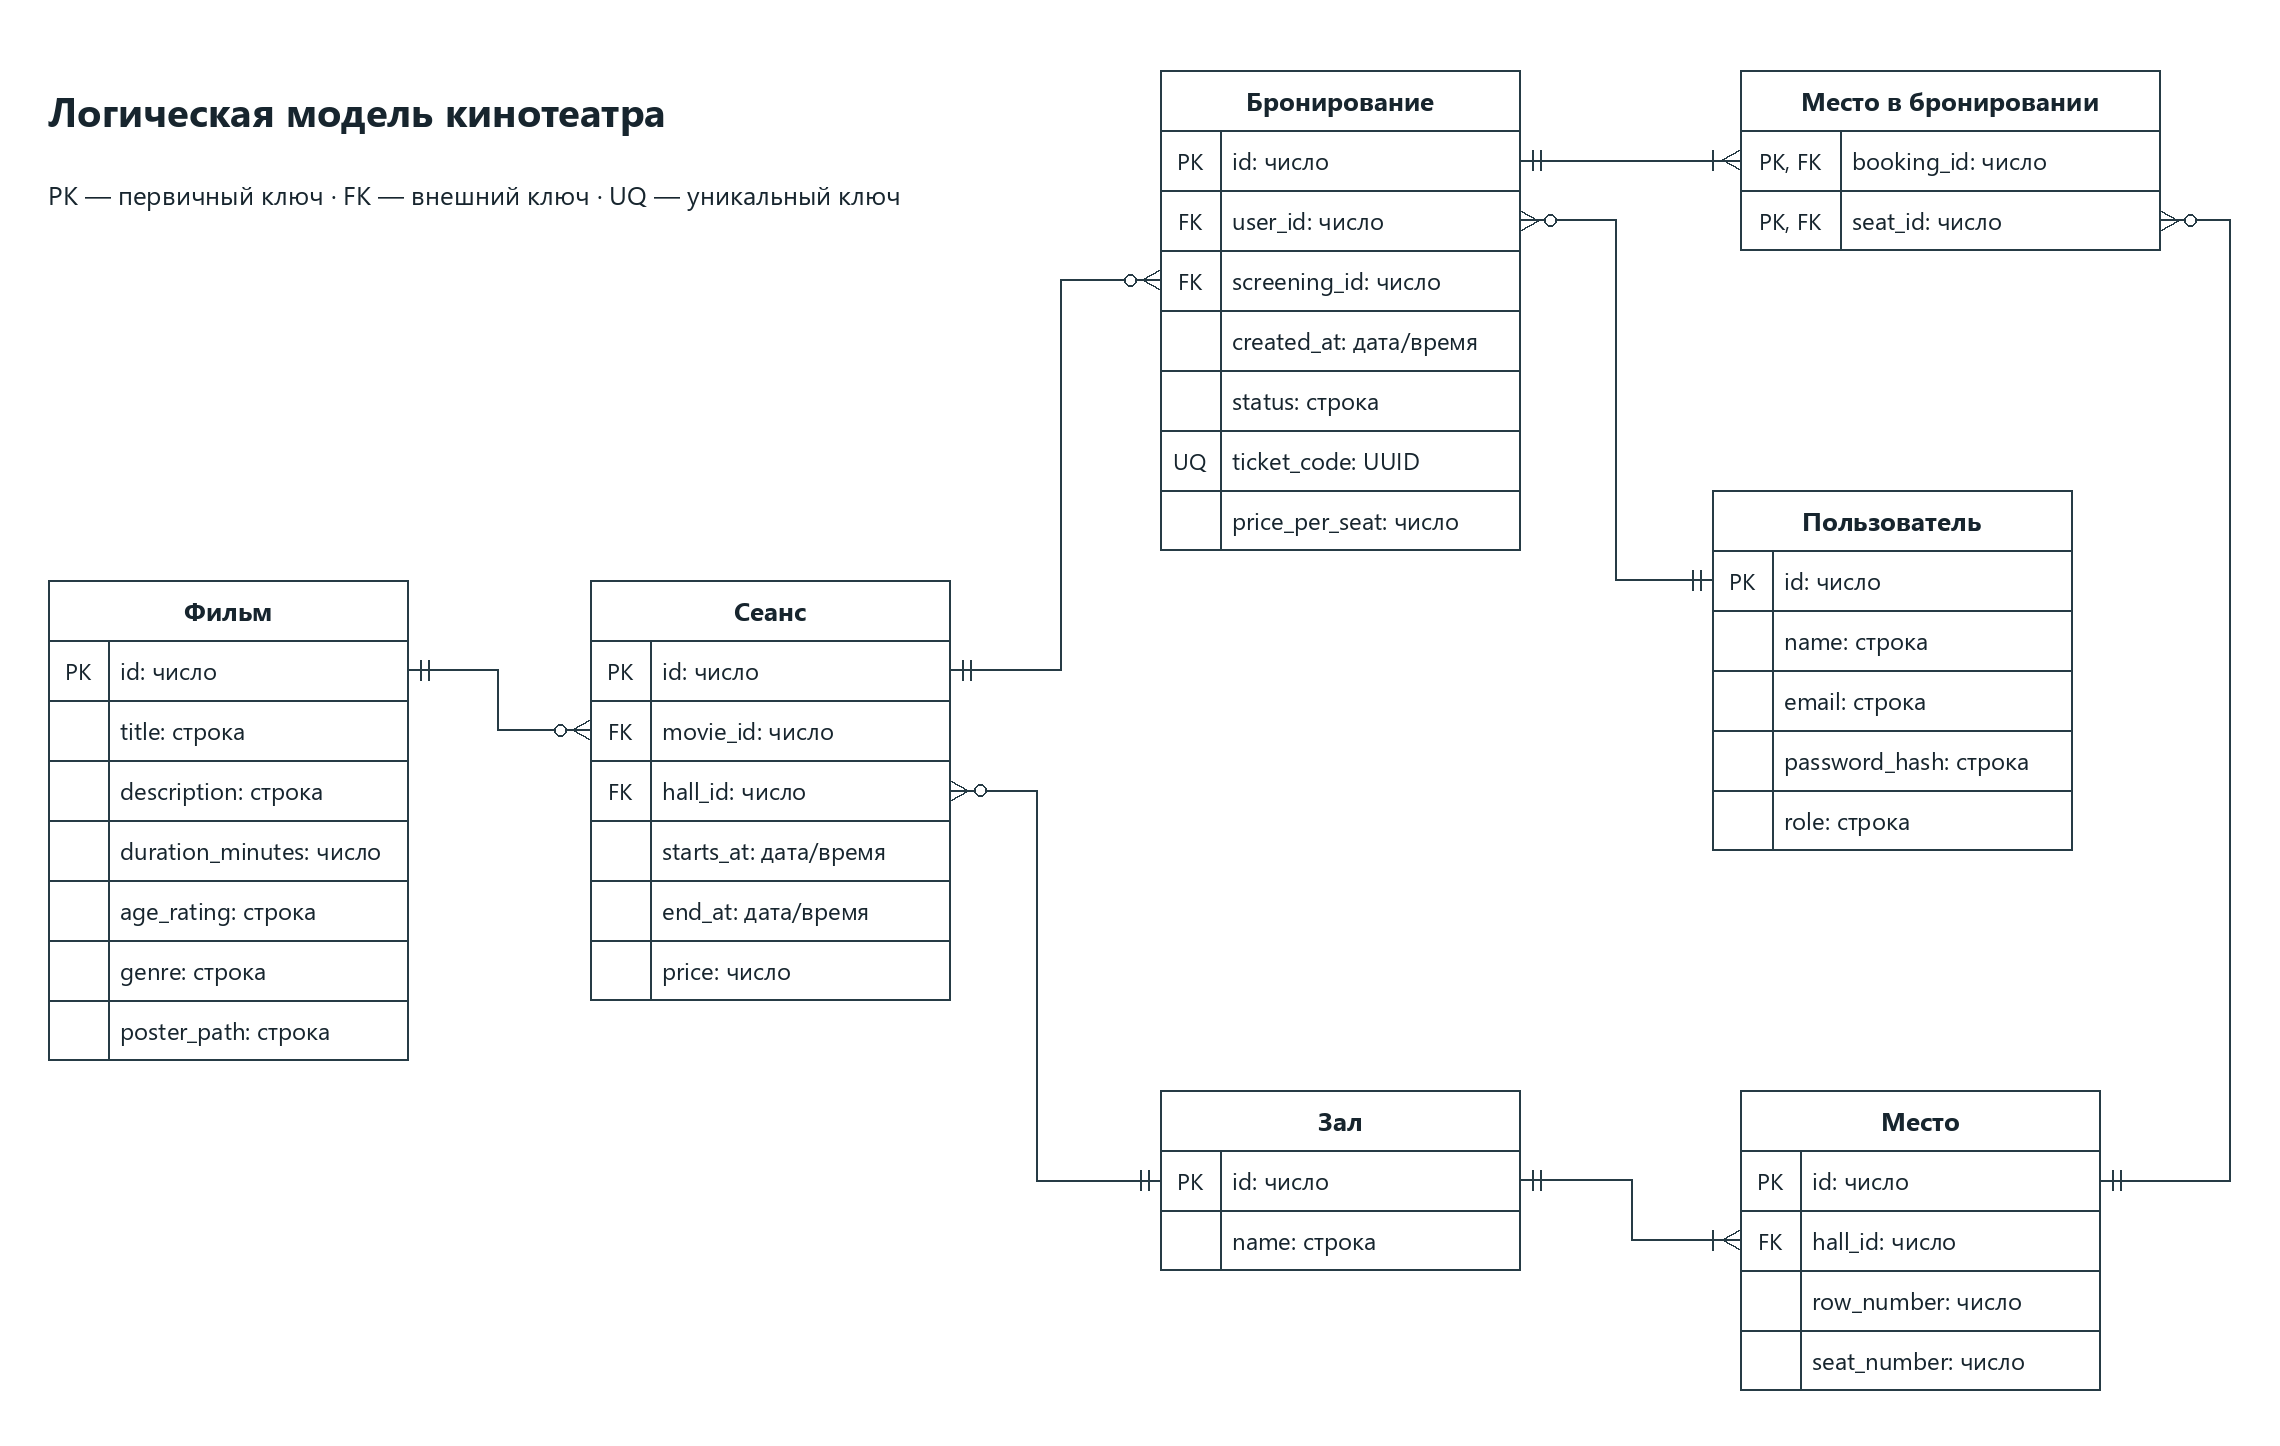 Логическая модель кинотеатра
PK — первичный ключ · FK — внешний ключ · UQ — уникальный ключ
Бронирование
PK id: число
FK user_id: число
FK screening_id: число
created_at: дата/время
status: строка
UQ ticket_code: UUID
price_per_seat: число
Место в бронировании
PK, FK booking_id: число
PK, FK seat_id: число
Пользователь
PK id: число
name: строка
email: строка
password_hash: строка
role: строка
Фильм
PK id: число
title: строка
description: строка
duration_minutes: число
age_rating: строка
genre: строка
poster_path: строка
Сеанс
PK id: число
FK movie_id: число
FK hall_id: число
starts_at: дата/время
end_at: дата/время
price: число
Зал
PK id: число
name: строка
Место
PK id: число
FK hall_id: число
row_number: число
seat_number: число